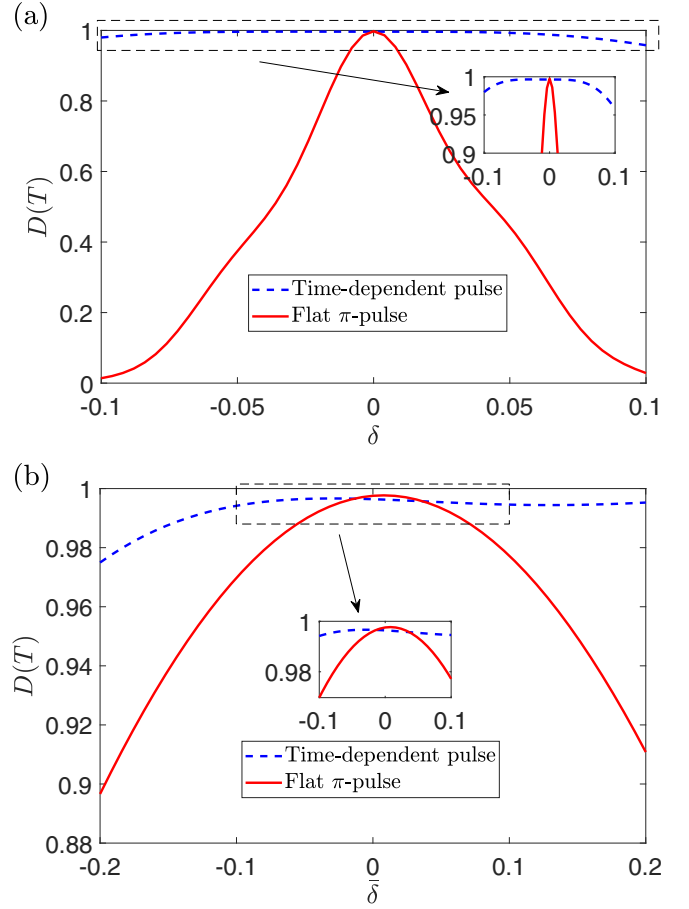 (a)
1
0.8
0.6
0.4
0.2
0
D(T)
1
0.95
0.9
-0.1 0 0.1
Time-dependent pulse
Flat π-pulse
-0.1 -0.05 0 0.05 0.1
δ
(b)
1
0.98
0.96
0.94
0.92
0.9
0.88
D(T)
1
0.98
-0.1 0 0.1
Time-dependent pulse
Flat π-pulse
-0.2 -0.1 0 0.1 0.2
δ̄